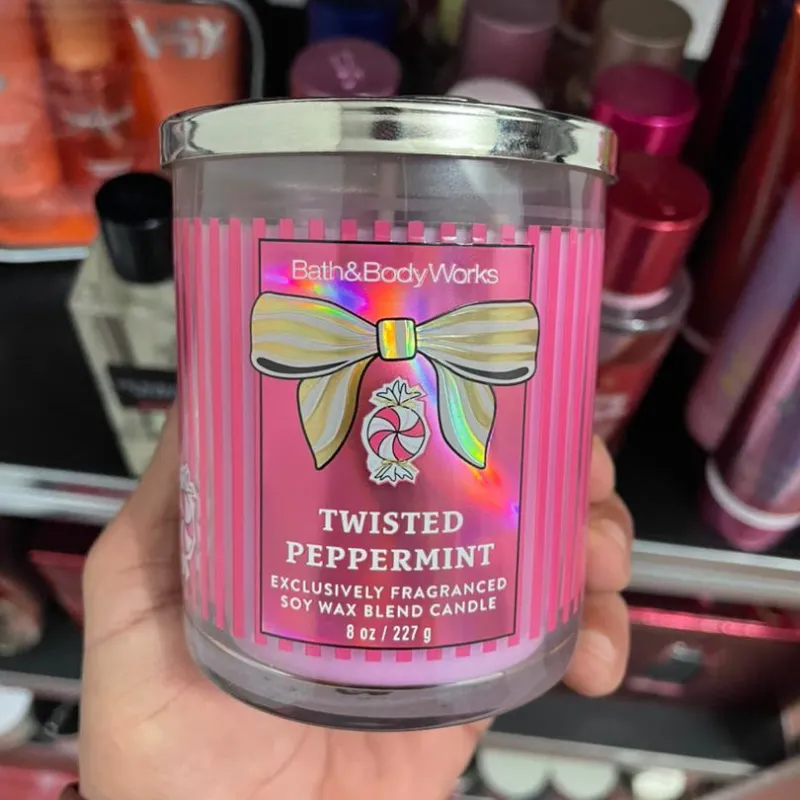 Bath&BodyWorks
TWISTED
PEPPERMINT
EXCLUSIVELY FRAGRANCED
SOY WAX BLEND CANDLE
8 oz / 227 g